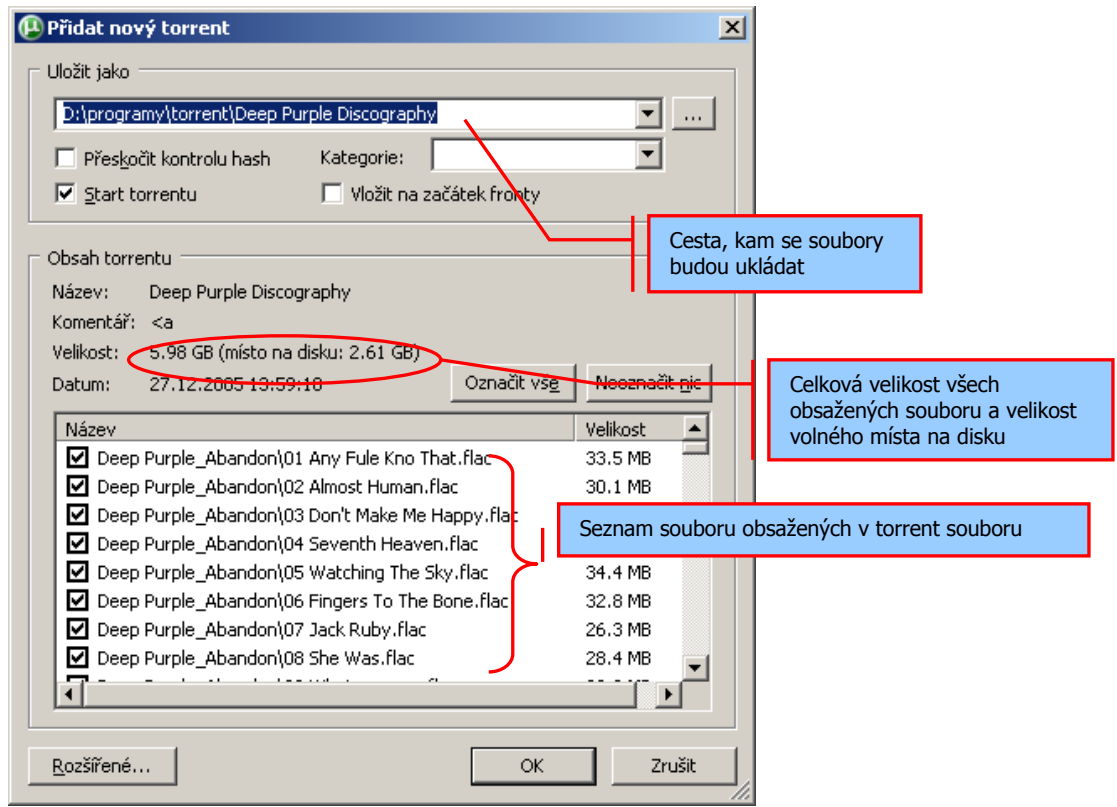 Přidat nový torrent
Uložit jako
D:\programy\torrent\Deep Purple Discography
...
Přeskočit kontrolu hash Kategorie:
Start torrentu Vložit na začátek fronty
Cesta, kam se soubory
budou ukládat
Obsah torrentu
Název: Deep Purple Discography
Komentář: <a
Velikost: 5.98 GB (místo na disku: 2.61 GB)
Datum: 27.12.2005 13:59:18
Označit vše Neoznačit nic
Celková velikost všech
obsažených souboru a velikost
volného místa na disku
Název Velikost
Deep Purple_Abandon\01 Any Fule Kno That.flac 33.5 MB
Deep Purple_Abandon\02 Almost Human.flac 30.1 MB
Deep Purple_Abandon\03 Don't Make Me Happy.flac
Seznam souboru obsažených v torrent souboru
Deep Purple_Abandon\04 Seventh Heaven.flac
Deep Purple_Abandon\05 Watching The Sky.flac 34.4 MB
Deep Purple_Abandon\06 Fingers To The Bone.flac 32.8 MB
Deep Purple_Abandon\07 Jack Ruby.flac 26.3 MB
Deep Purple_Abandon\08 She Was.flac 28.4 MB
Rozšířené... OK Zrušit